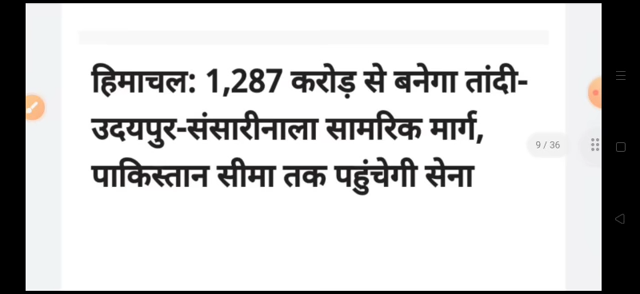 हिमाचल: 1,287 करोड़ से बनेगा तांदी-
उदयपुर-संसारीनाला सामरिक मार्ग,
पाकिस्तान सीमा तक पहुंचेगी सेना
9 / 36